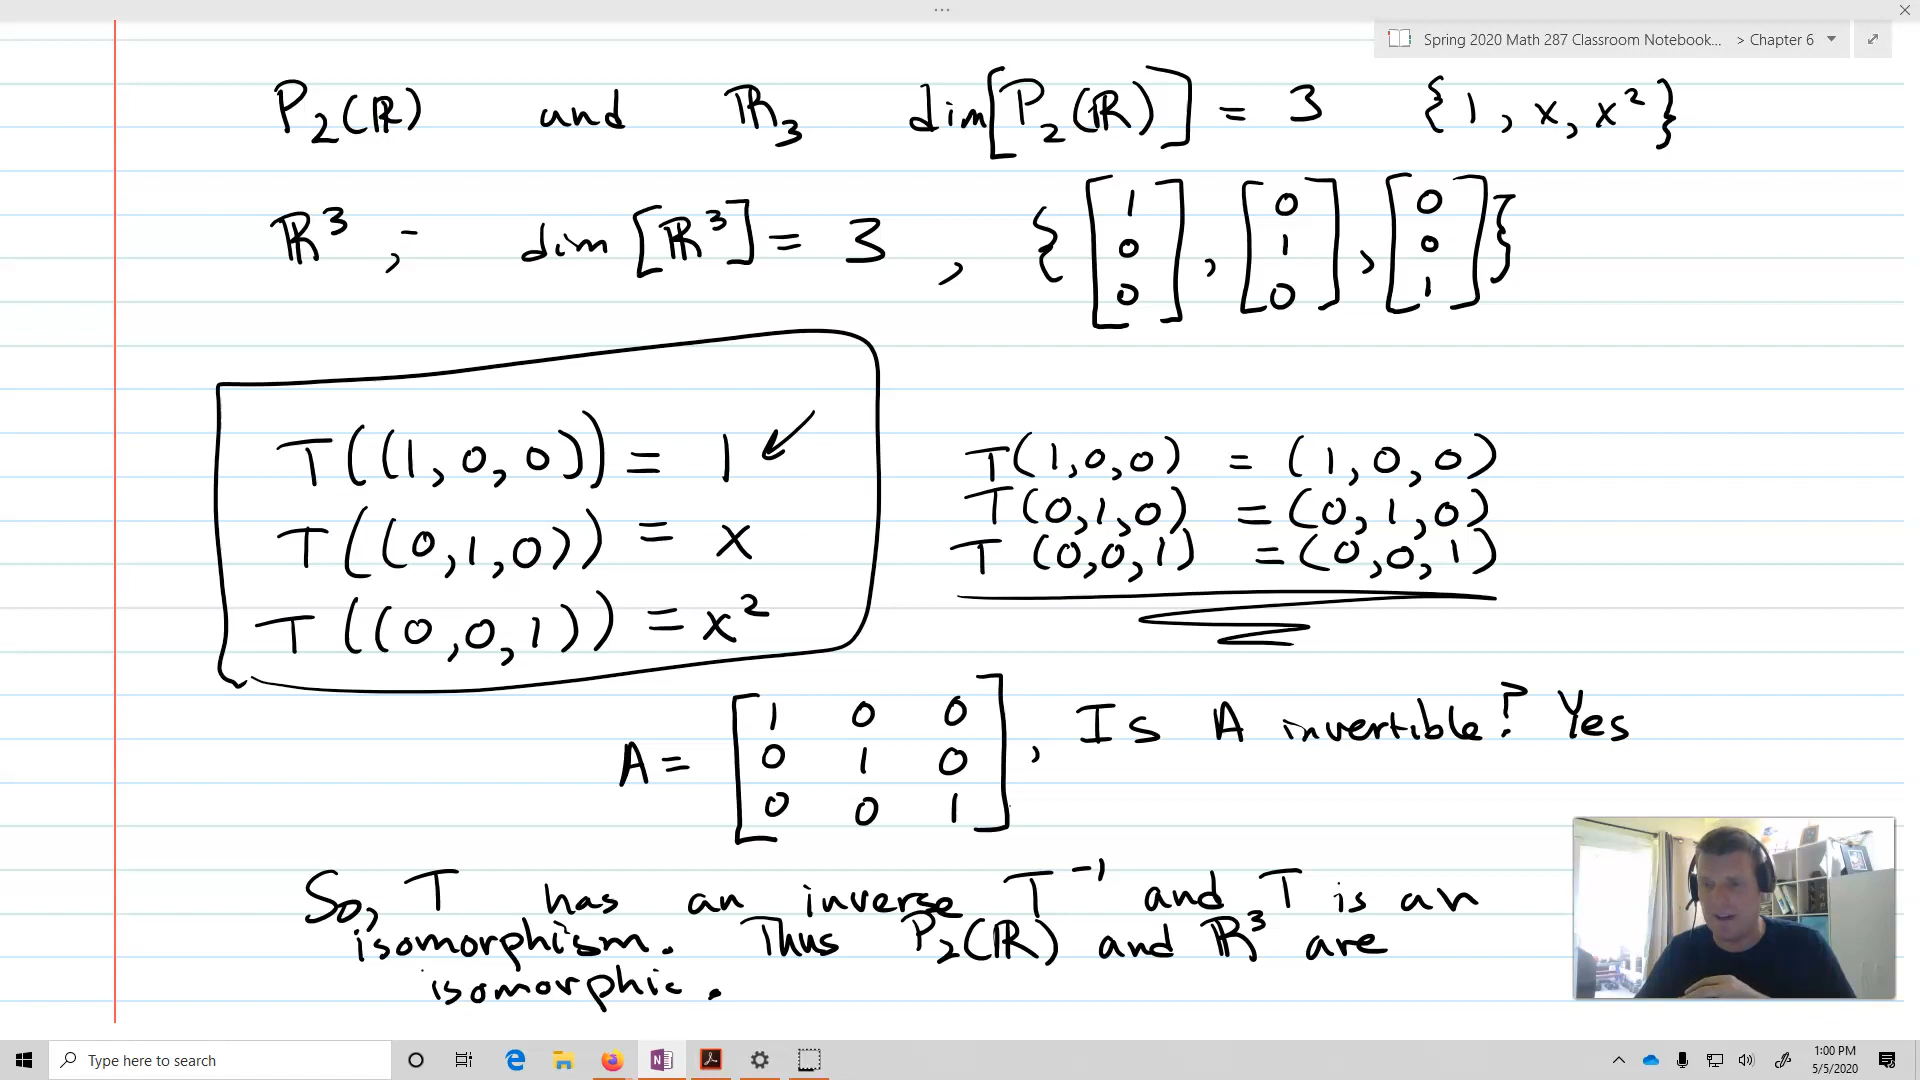 Spring 2020 Math 287 Classroom Notebook... > Chapter 6
P₂(ℝ) and ℝ₃ dim[P₂(ℝ)] = 3 {1, x, x²}
ℝ³ ; dim [ℝ³] = 3 , {[1 0 0], [0 1 0], [0 0 1]}
T((1,0,0)) = 1 ↙
T((0,1,0)) = x
T((0,0,1)) = x²
T(1,0,0) = (1,0,0)
T(0,1,0) = (0,1,0)
T(0,0,1) = (0,0,1)
A = [1 0 0
0 1 0
0 0 1] , Is A invertible? Yes
So, T has an inverse T⁻¹ and T is an
isomorphism. Thus P₂(ℝ) and ℝ³ are
isomorphic.
Type here to search
1:00 PM
5/5/2020